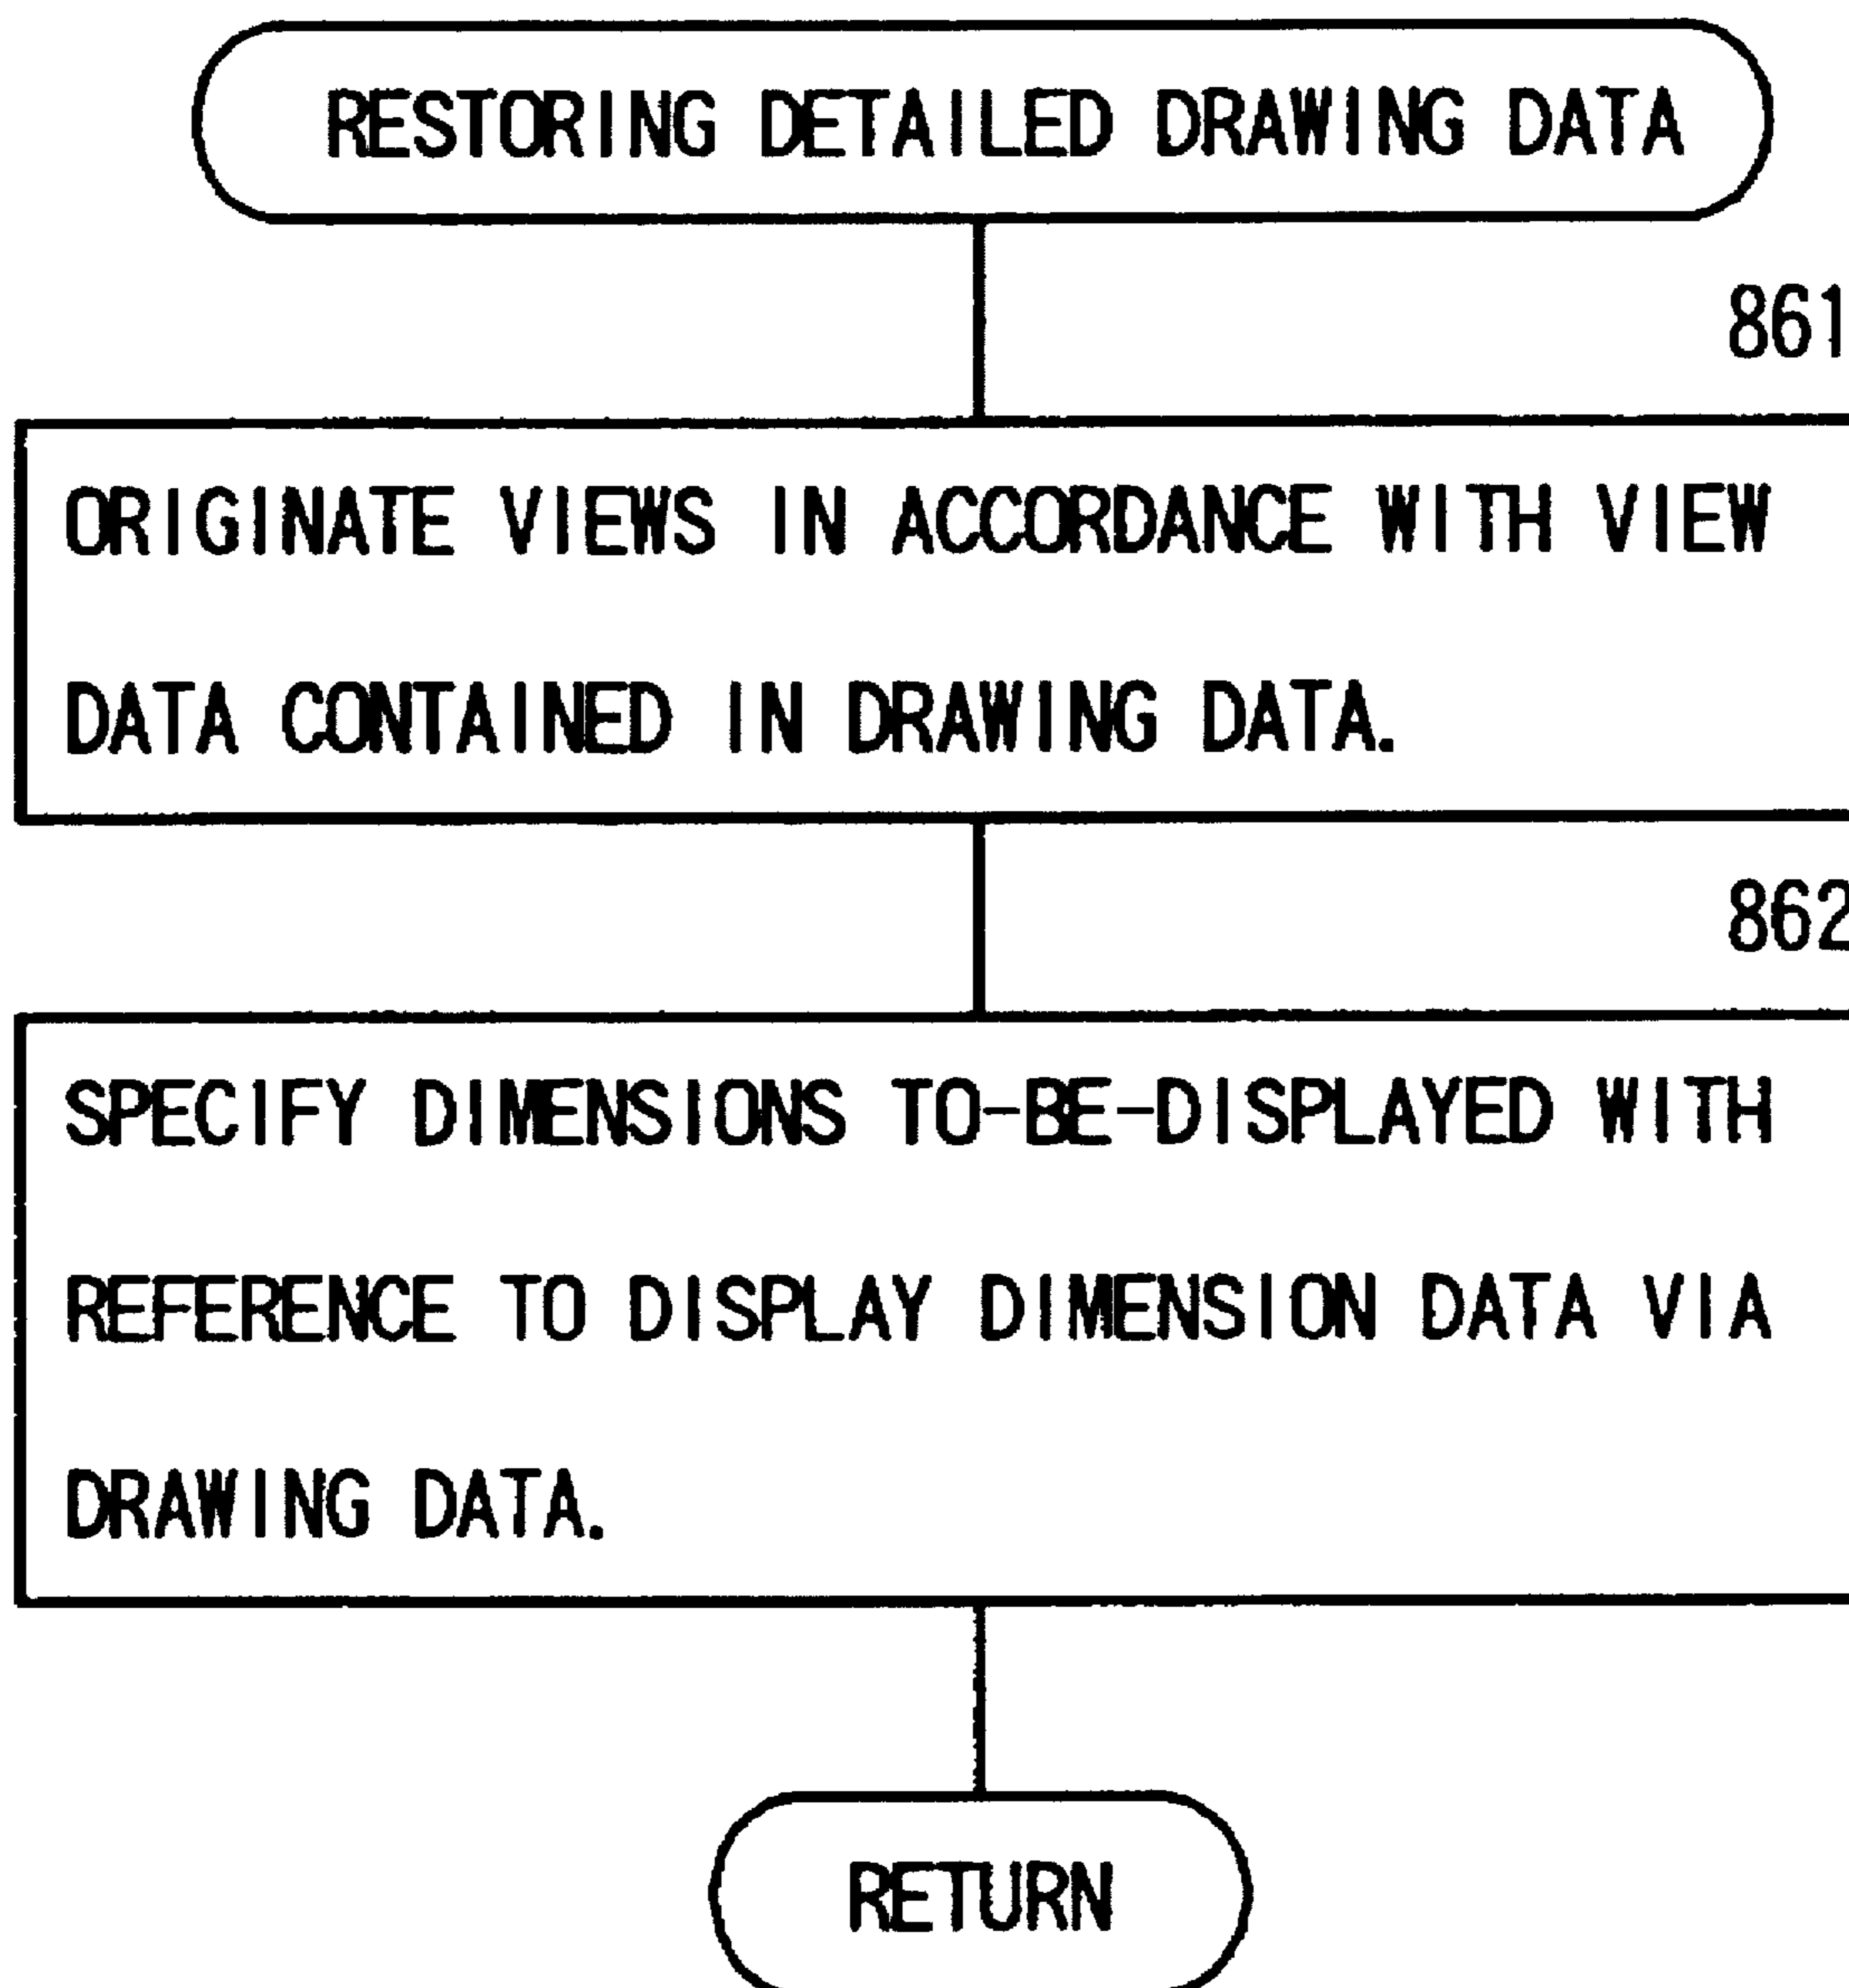 RESTORING DETAILED DRAWING DATA
861
ORIGINATE VIEWS IN ACCORDANCE WITH VIEW
DATA CONTAINED IN DRAWING DATA.
862
SPECIFY DIMENSIONS TO-BE-DISPLAYED WITH
REFERENCE TO DISPLAY DIMENSION DATA VIA
DRAWING DATA.
RETURN